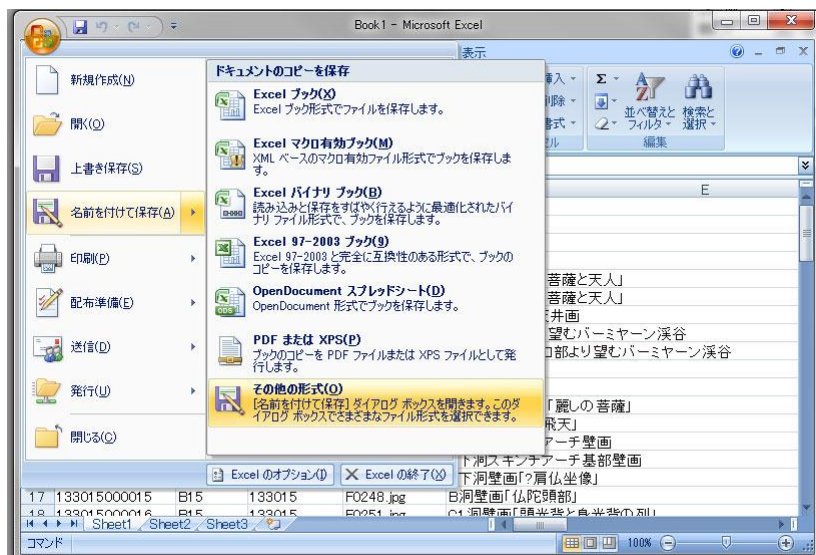 Book1 - Microsoft Excel
表示
新規作成(N)
開く(O)
上書き保存(S)
名前を付けて保存(A)
印刷(P)
配布準備(E)
送信(D)
発行(U)
閉じる(C)
ドキュメントのコピーを保存
Excel ブック(X)
Excel ブック形式でファイルを保存します。
Excel マクロ有効ブック(M)
XML ベースのマクロ有効ファイル形式でブックを保存しま
す。
Excel バイナリ ブック(B)
読み込みと保存をすばやく行えるように最適化されたバイ
ナリ ファイル形式で、ブックを保存します。
Excel 97-2003 ブック(9)
Excel 97-2003 と完全に互換性のある形式で、ブックの
コピーを保存します。
OpenDocument スプレッドシート(D)
OpenDocument 形式でブックを保存します。
PDF または XPS(P)
ブックのコピーを PDF ファイルまたは XPS ファイルとして発
行します。
その他の形式(O)
[名前を付けて保存] ダイアログ ボックスを開きます。このダ
イアログ ボックスでさまざまなファイル形式を選択できます。
Excel のオプション(I)
Excel の終了(X)
挿入
削除
書式
セル
並べ替えと
フィルタ
検索と
選択
編集
E
菩薩と天人」
菩薩と天人」
天井画
望むバーミヤーン渓谷
部より望むバーミヤーン渓谷
「麗しの菩薩」
飛天」
アーチ壁画
下洞スキンチアーチ基部壁画
下洞壁画「?肩仏坐像」
17 133015000015 B15 133015 F0248.jpg B洞壁画「仏陀頭部」
18 133015000016 B15 133015 F0251.jpg C1洞壁画「頭光背と身光背の列」
Sheet1 Sheet2 Sheet3
コマンド
100%